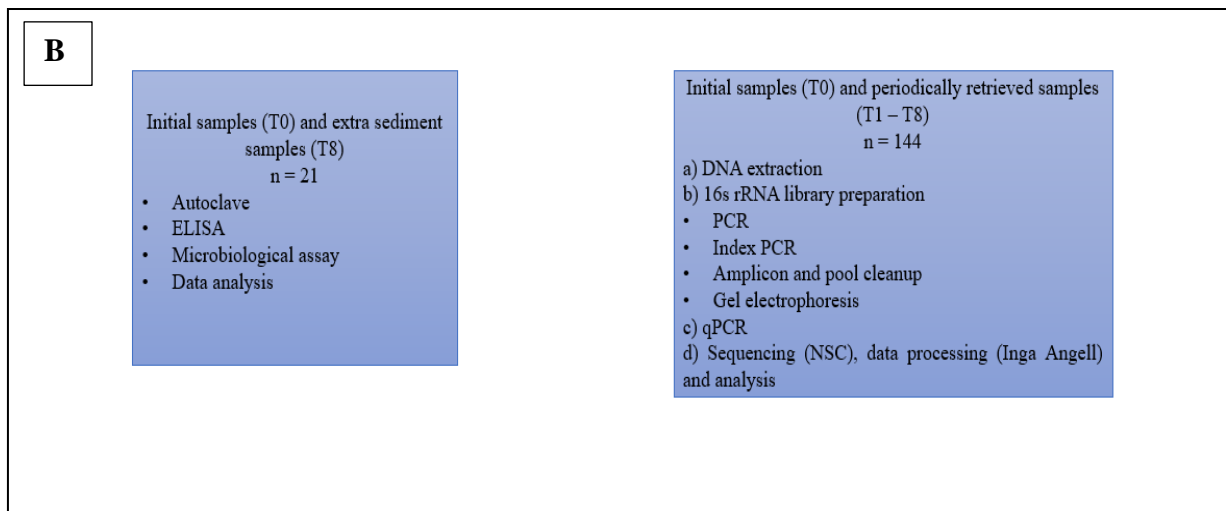 B
Initial samples (T0) and extra sediment
samples (T8)
n = 21
• Autoclave
• ELISA
• Microbiological assay
• Data analysis
Initial samples (T0) and periodically retrieved samples
(T1 – T8)
n = 144
a) DNA extraction
b) 16s rRNA library preparation
• PCR
• Index PCR
• Amplicon and pool cleanup
• Gel electrophoresis
c) qPCR
d) Sequencing (NSC), data processing (Inga Angell)
and analysis